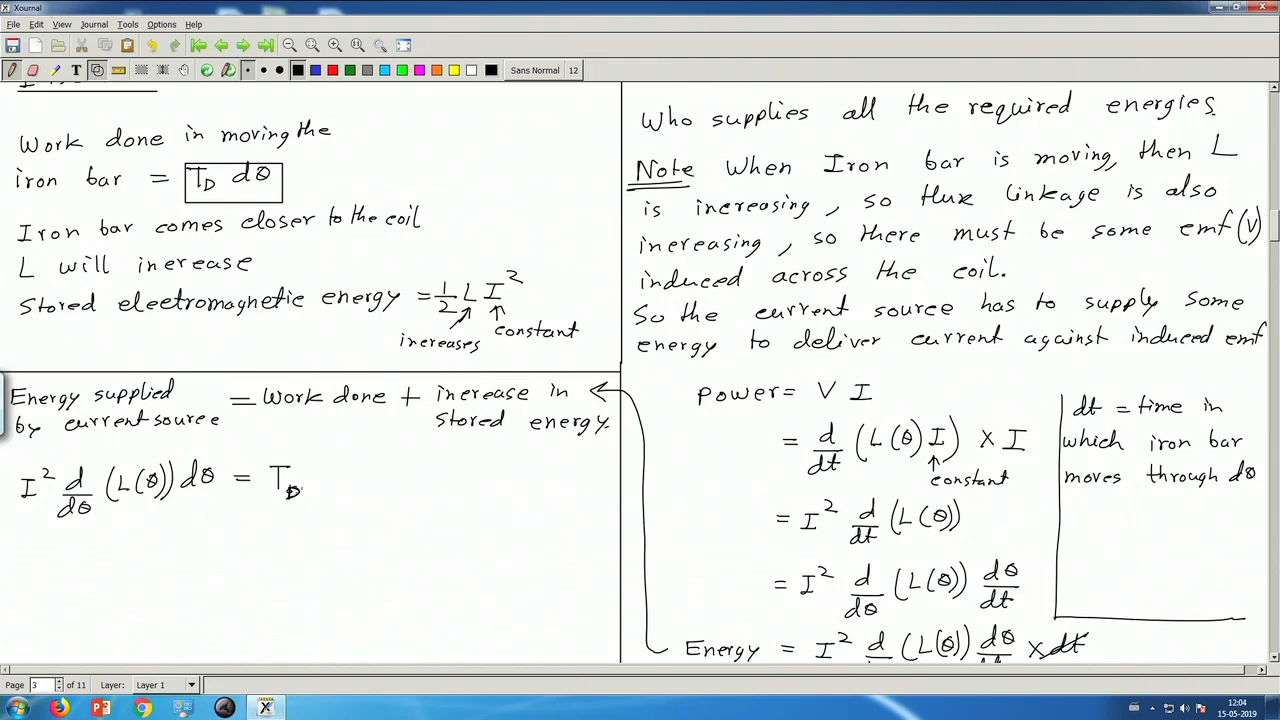 Xournal
File Edit View Journal Tools Options Help
Sans Normal 12
Work done in moving the
iron bar = T_D dθ
Iron bar comes closer to the coil
L will increase
Stored electromagnetic energy = 1/2 L I^2
increases
constant
Energy supplied by current source = Work done + increase in stored energy
I^2 d/dθ (L(θ)) dθ = T_D
Who supplies all the required energies
Note When Iron bar is moving, then L
is increasing, so flux linkage is also
increasing, so there must be some emf (V)
induced across the coil.
So the current source has to supply some
energy to deliver current against induced emf
Power = V I
= d/dt (L(θ) I) × I
constant
= I^2 d/dt (L(θ))
= I^2 d/dθ (L(θ)) dθ/dt
Energy = I^2 d/ (L(θ)) dθ/dt × dt
dt = time in
which iron bar
moves through dθ
Page 3 of 11 Layer: Layer 1
12:04
15-05-2019